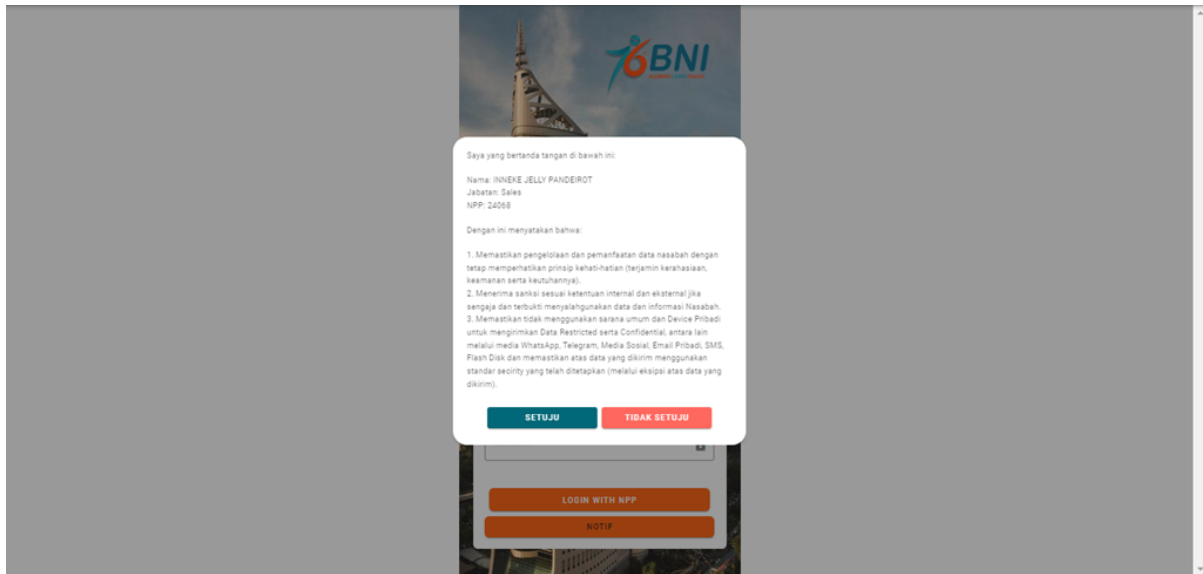 76 BNI
Saya yang bertanda tangan di bawah ini:
Nama: INNEKE JELLY PANDEIROT
Jabatan: Sales
NPP: 24068
Dengan ini menyatakan bahwa:
1. Memastikan pengelolaan dan pemanfaatan data nasabah dengan
tetap memperhatikan prinsip kehati-hatian (terjamin kerahasiaan,
keamanan serta keutuhannya).
2. Menerima sanksi sesuai ketentuan internal dan eksternal jika
sengaja dan terbukti menyalahgunakan data dan informasi Nasabah.
3. Memastikan tidak menggunakan sarana umum dan Device Pribadi
untuk mengirimkan Data Restricted serta Confidential, antara lain
melalui media WhatsApp, Telegram, Media Sosial, Email Pribadi, SMS,
Flash Disk dan memastikan atas data yang dikirim menggunakan
standar secirity yang telah ditetapkan (melalui eksipsi atas data yang
dikirim).
SETUJU TIDAK SETUJU
LOGIN WITH NPP
NOTIF